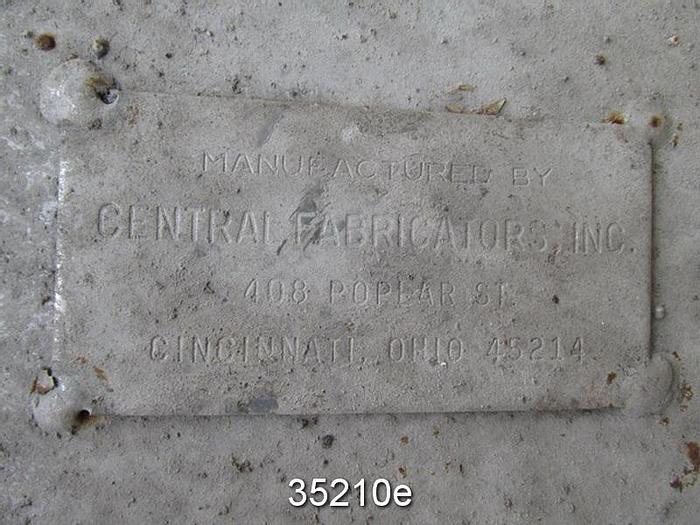 MANUFACTURED BY
CENTRAL FABRICATORS, INC.
408 POPLAR ST.
CINCINNATI, OHIO 45214
35210e